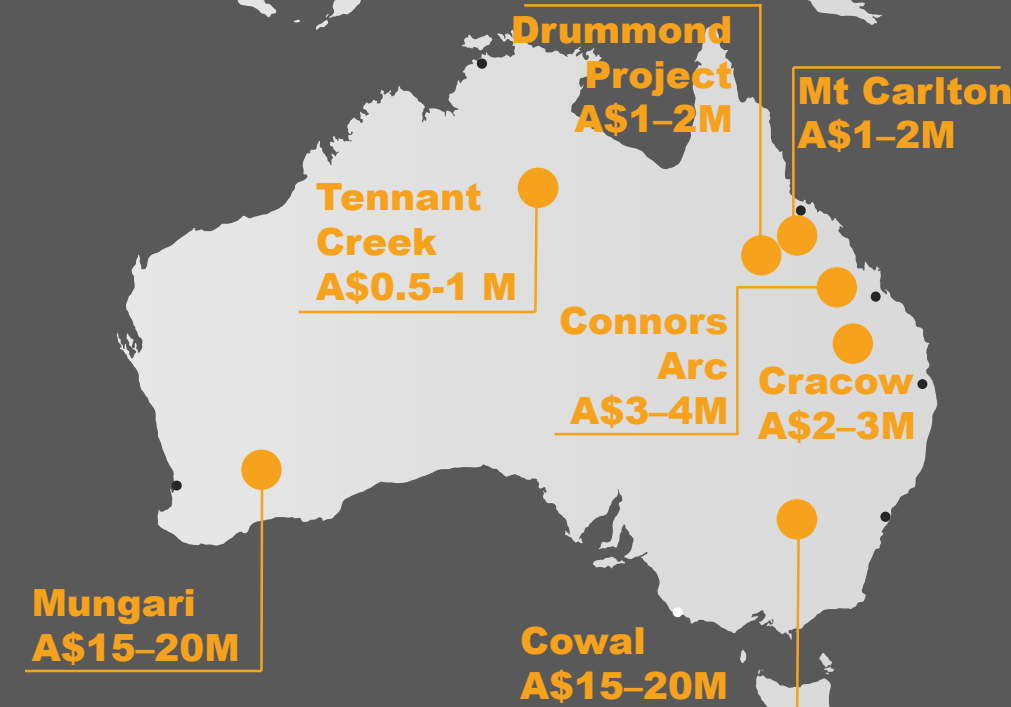 Drummond
Project
A$1–2M
Mt Carlton
A$1–2M
Tennant
Creek
A$0.5-1 M
Connors
Arc
A$3–4M
Cracow
A$2–3M
Mungari
A$15–20M
Cowal
A$15–20M